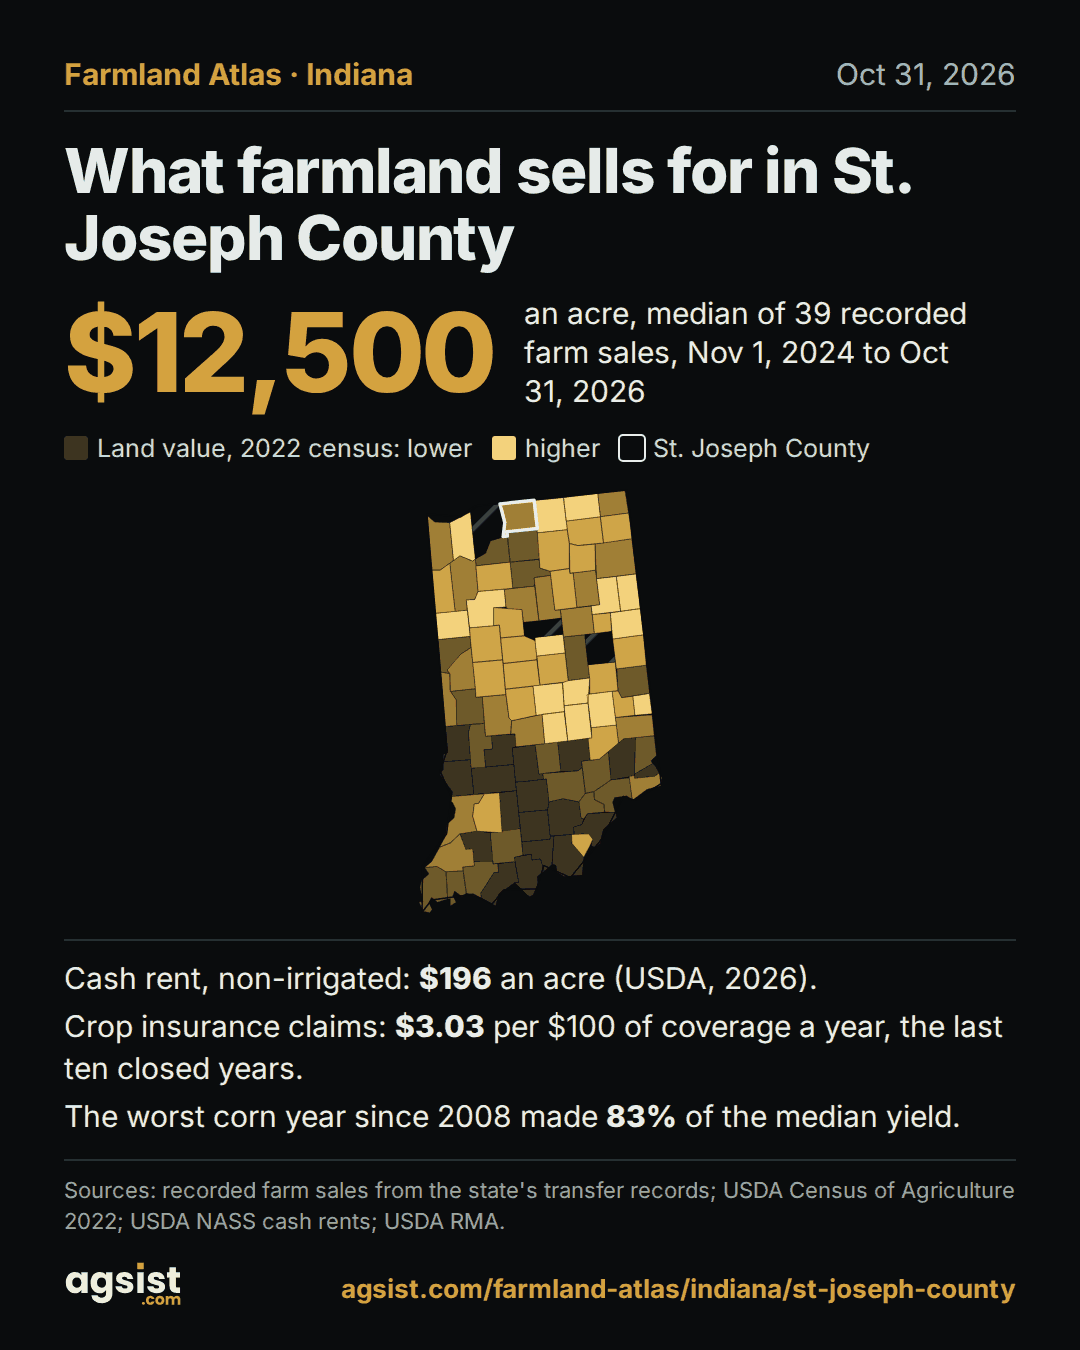 Farmland Atlas · Indiana
Oct 31, 2026
What farmland sells for in St.
Joseph County
$12,500
an acre, median of 39 recorded
farm sales, Nov 1, 2024 to Oct
31, 2026
Land value, 2022 census: lower
higher
St. Joseph County
Cash rent, non-irrigated: $196 an acre (USDA, 2026).
Crop insurance claims: $3.03 per $100 of coverage a year, the last
ten closed years.
The worst corn year since 2008 made 83% of the median yield.
Sources: recorded farm sales from the state's transfer records; USDA Census of Agriculture
2022; USDA NASS cash rents; USDA RMA.
agsist
.com
agsist.com/farmland-atlas/indiana/st-joseph-county